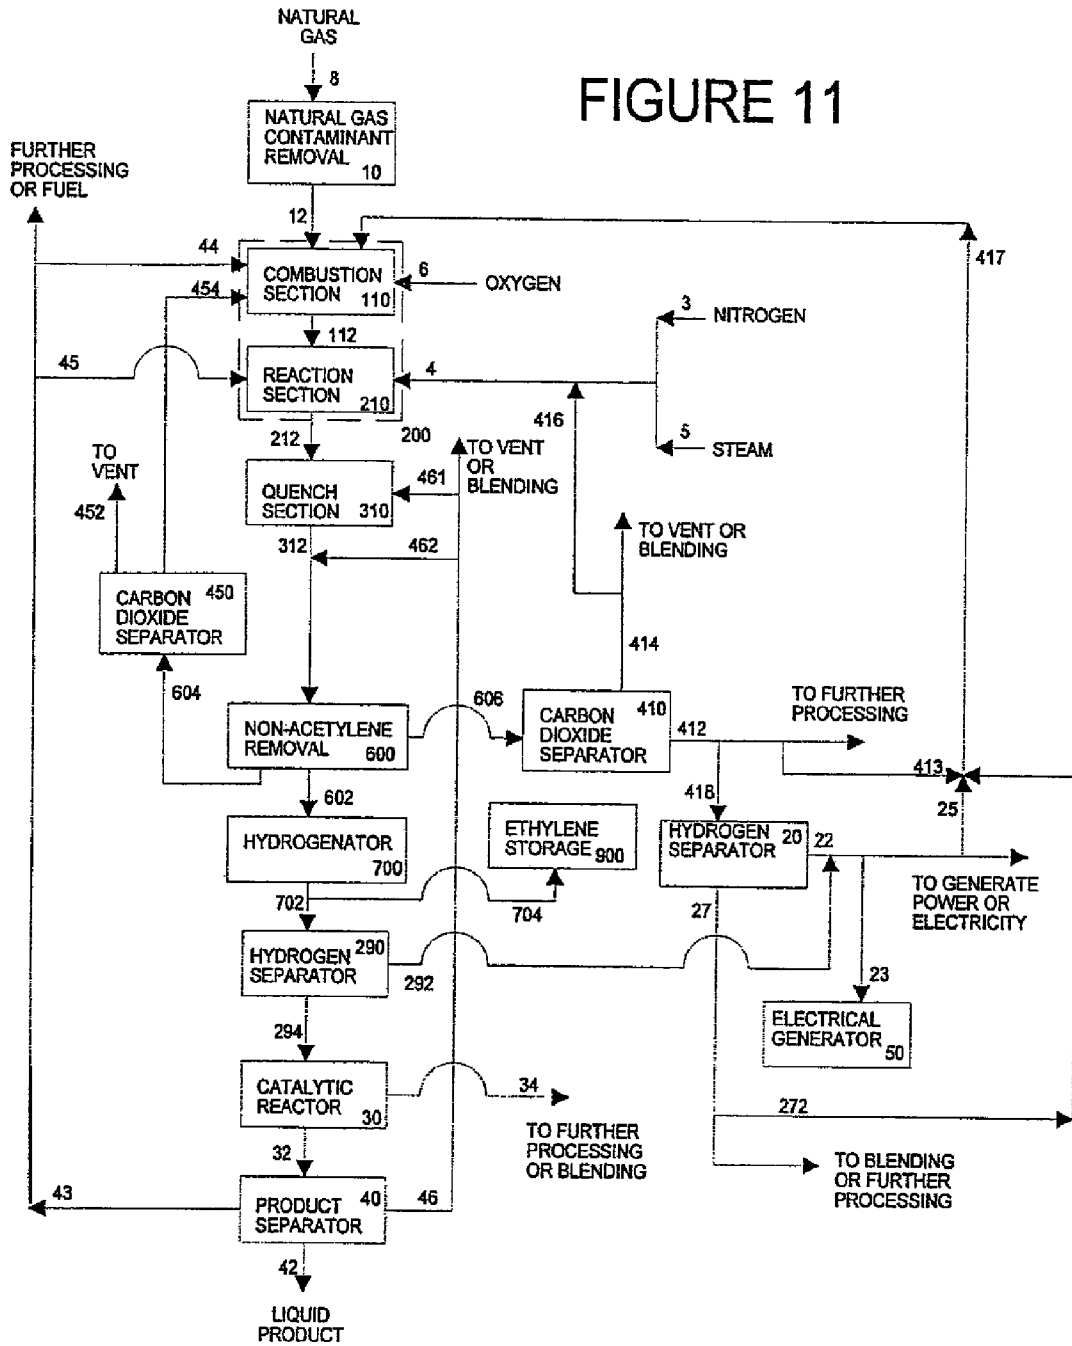 NATURAL
GAS
8
FIGURE 11
NATURAL GAS
CONTAMINANT
REMOVAL
10
FURTHER
PROCESSING
OR FUEL
12
417
44
COMBUSTION
SECTION
110
6
OXYGEN
454
3
NITROGEN
112
45
REACTION
SECTION
210
4
416
212
200
5
STEAM
TO
VENT
452
TO VENT
OR
BLENDING
461
QUENCH
SECTION
310
312
462
TO VENT OR
BLENDING
CARBON
DIOXIDE
SEPARATOR
450
414
604
606
NON-ACETYLENE
REMOVAL
600
CARBON
DIOXIDE
SEPARATOR
410
412
TO FURTHER
PROCESSING
413
418
25
602
HYDROGENATOR
700
ETHYLENE
STORAGE
900
HYDROGEN
SEPARATOR
20
22
TO GENERATE
POWER OR
ELECTRICITY
702
704
27
HYDROGEN
SEPARATOR
290
292
23
ELECTRICAL
GENERATOR
50
294
CATALYTIC
REACTOR
30
34
TO FURTHER
PROCESSING
OR BLENDING
272
32
TO BLENDING
OR FURTHER
PROCESSING
43
PRODUCT
SEPARATOR
40
46
42
LIQUID
PRODUCT